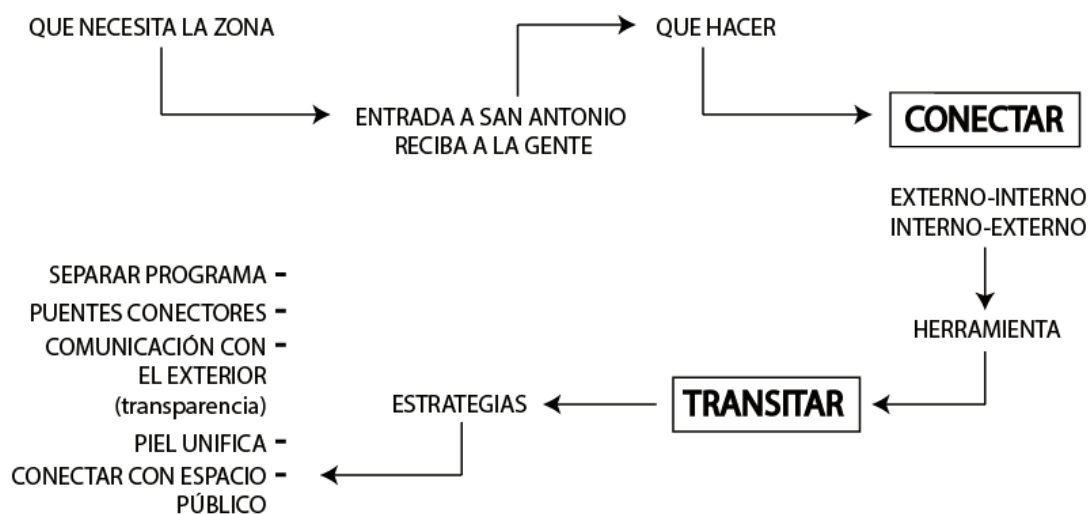 QUE NECESITA LA ZONA
ENTRADA A SAN ANTONIO
RECIBA A LA GENTE
QUE HACER
CONECTAR
EXTERNO-INTERNO
INTERNO-EXTERNO
HERRAMIENTA
TRANSITAR
ESTRATEGIAS
SEPARAR PROGRAMA -
PUENTES CONECTORES -
COMUNICACIÓN CON -
EL EXTERIOR
(transparencia)
PIEL UNIFICA -
CONECTAR CON ESPACIO -
PÚBLICO